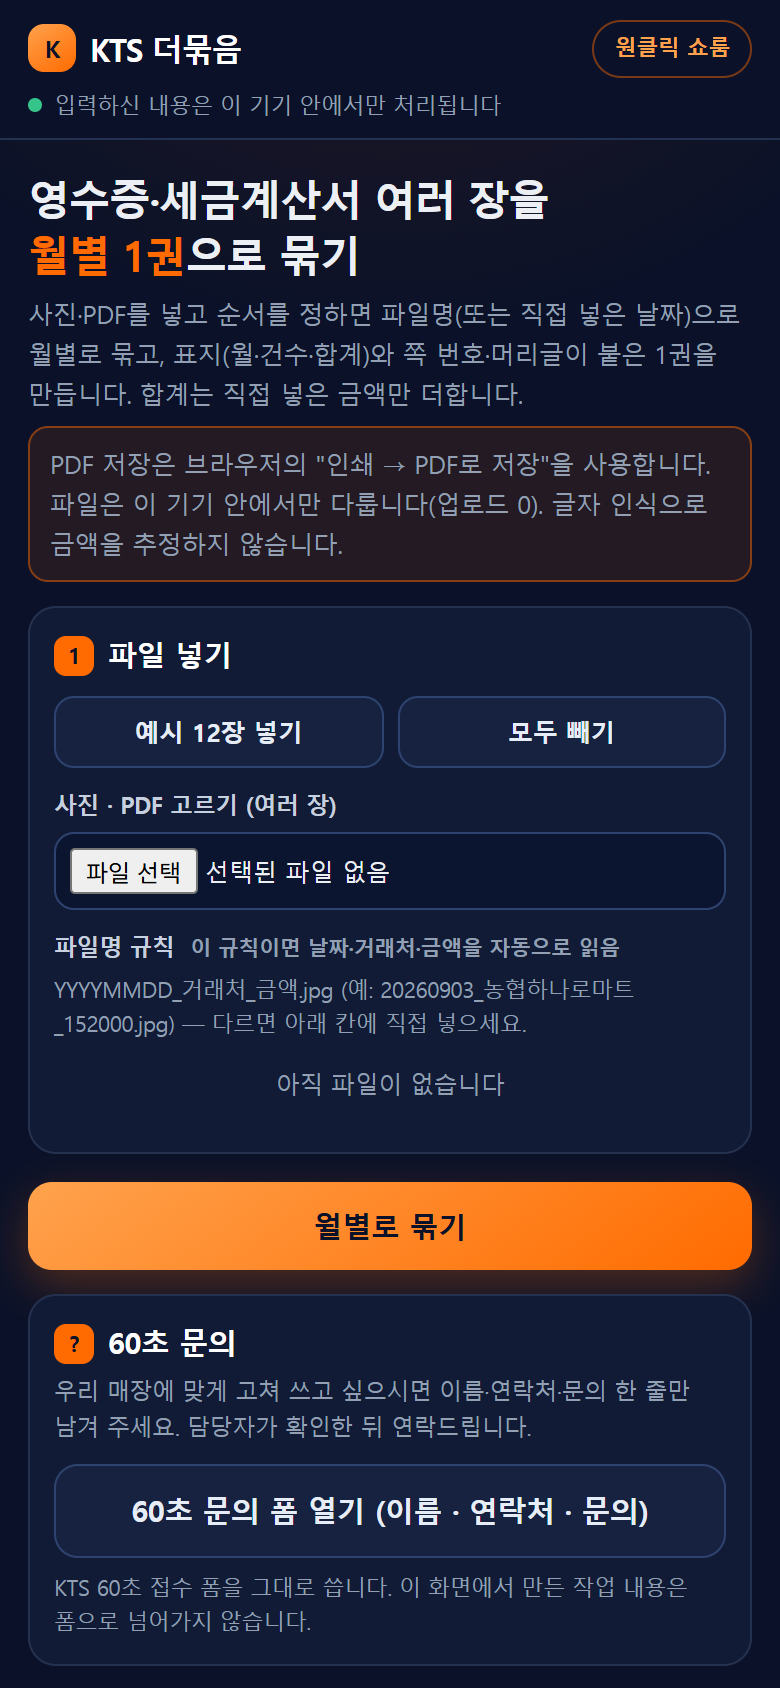 K KTS 더묶음
원클릭 쇼룸
입력하신 내용은 이 기기 안에서만 처리됩니다
영수증·세금계산서 여러 장을
월별 1권으로 묶기
사진·PDF를 넣고 순서를 정하면 파일명(또는 직접 넣은 날짜)으로
월별로 묶고, 표지(월·건수·합계)와 쪽 번호·머리글이 붙은 1권을
만듭니다. 합계는 직접 넣은 금액만 더합니다.
PDF 저장은 브라우저의 "인쇄 → PDF로 저장"을 사용합니다.
파일은 이 기기 안에서만 다룹니다(업로드 0). 글자 인식으로
금액을 추정하지 않습니다.
1 파일 넣기
예시 12장 넣기
모두 빼기
사진 · PDF 고르기 (여러 장)
파일 선택 선택된 파일 없음
파일명 규칙 이 규칙이면 날짜·거래처·금액을 자동으로 읽음
YYYYMMDD_거래처_금액.jpg (예: 20260903_농협하나로마트
_152000.jpg) — 다르면 아래 칸에 직접 넣으세요.
아직 파일이 없습니다
월별로 묶기
? 60초 문의
우리 매장에 맞게 고쳐 쓰고 싶으시면 이름·연락처·문의 한 줄만
남겨 주세요. 담당자가 확인한 뒤 연락드립니다.
60초 문의 폼 열기 (이름 · 연락처 · 문의)
KTS 60초 접수 폼을 그대로 씁니다. 이 화면에서 만든 작업 내용은
폼으로 넘어가지 않습니다.